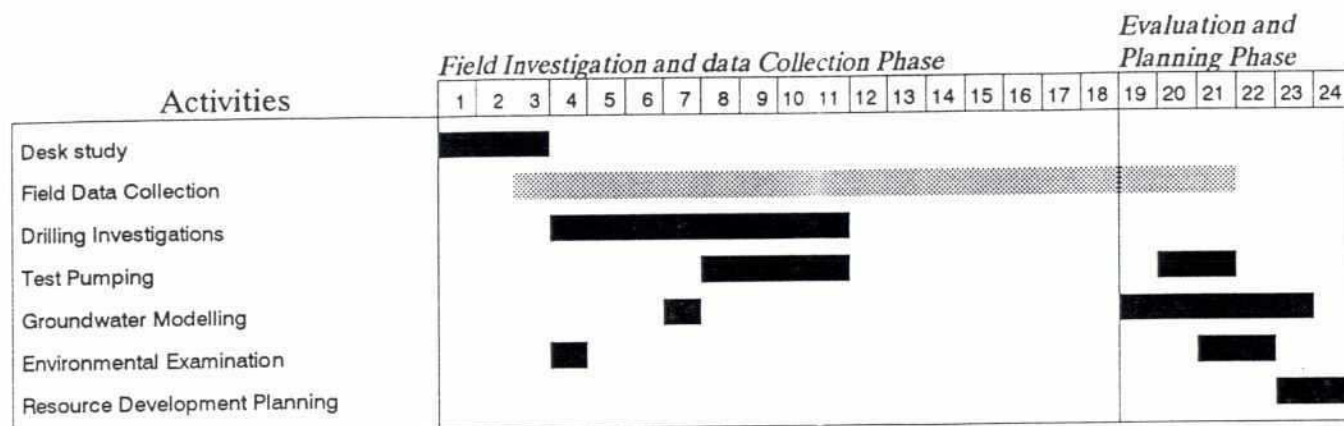 Evaluation and
Field Investigation and data Collection Phase Planning Phase
Activities 1 2 3 4 5 6 7 8 9 10 11 12 13 14 15 16 17 18 19 20 21 22 23 24
Desk study
Field Data Collection
Drilling Investigations
Test Pumping
Groundwater Modelling
Environmental Examination
Resource Development Planning